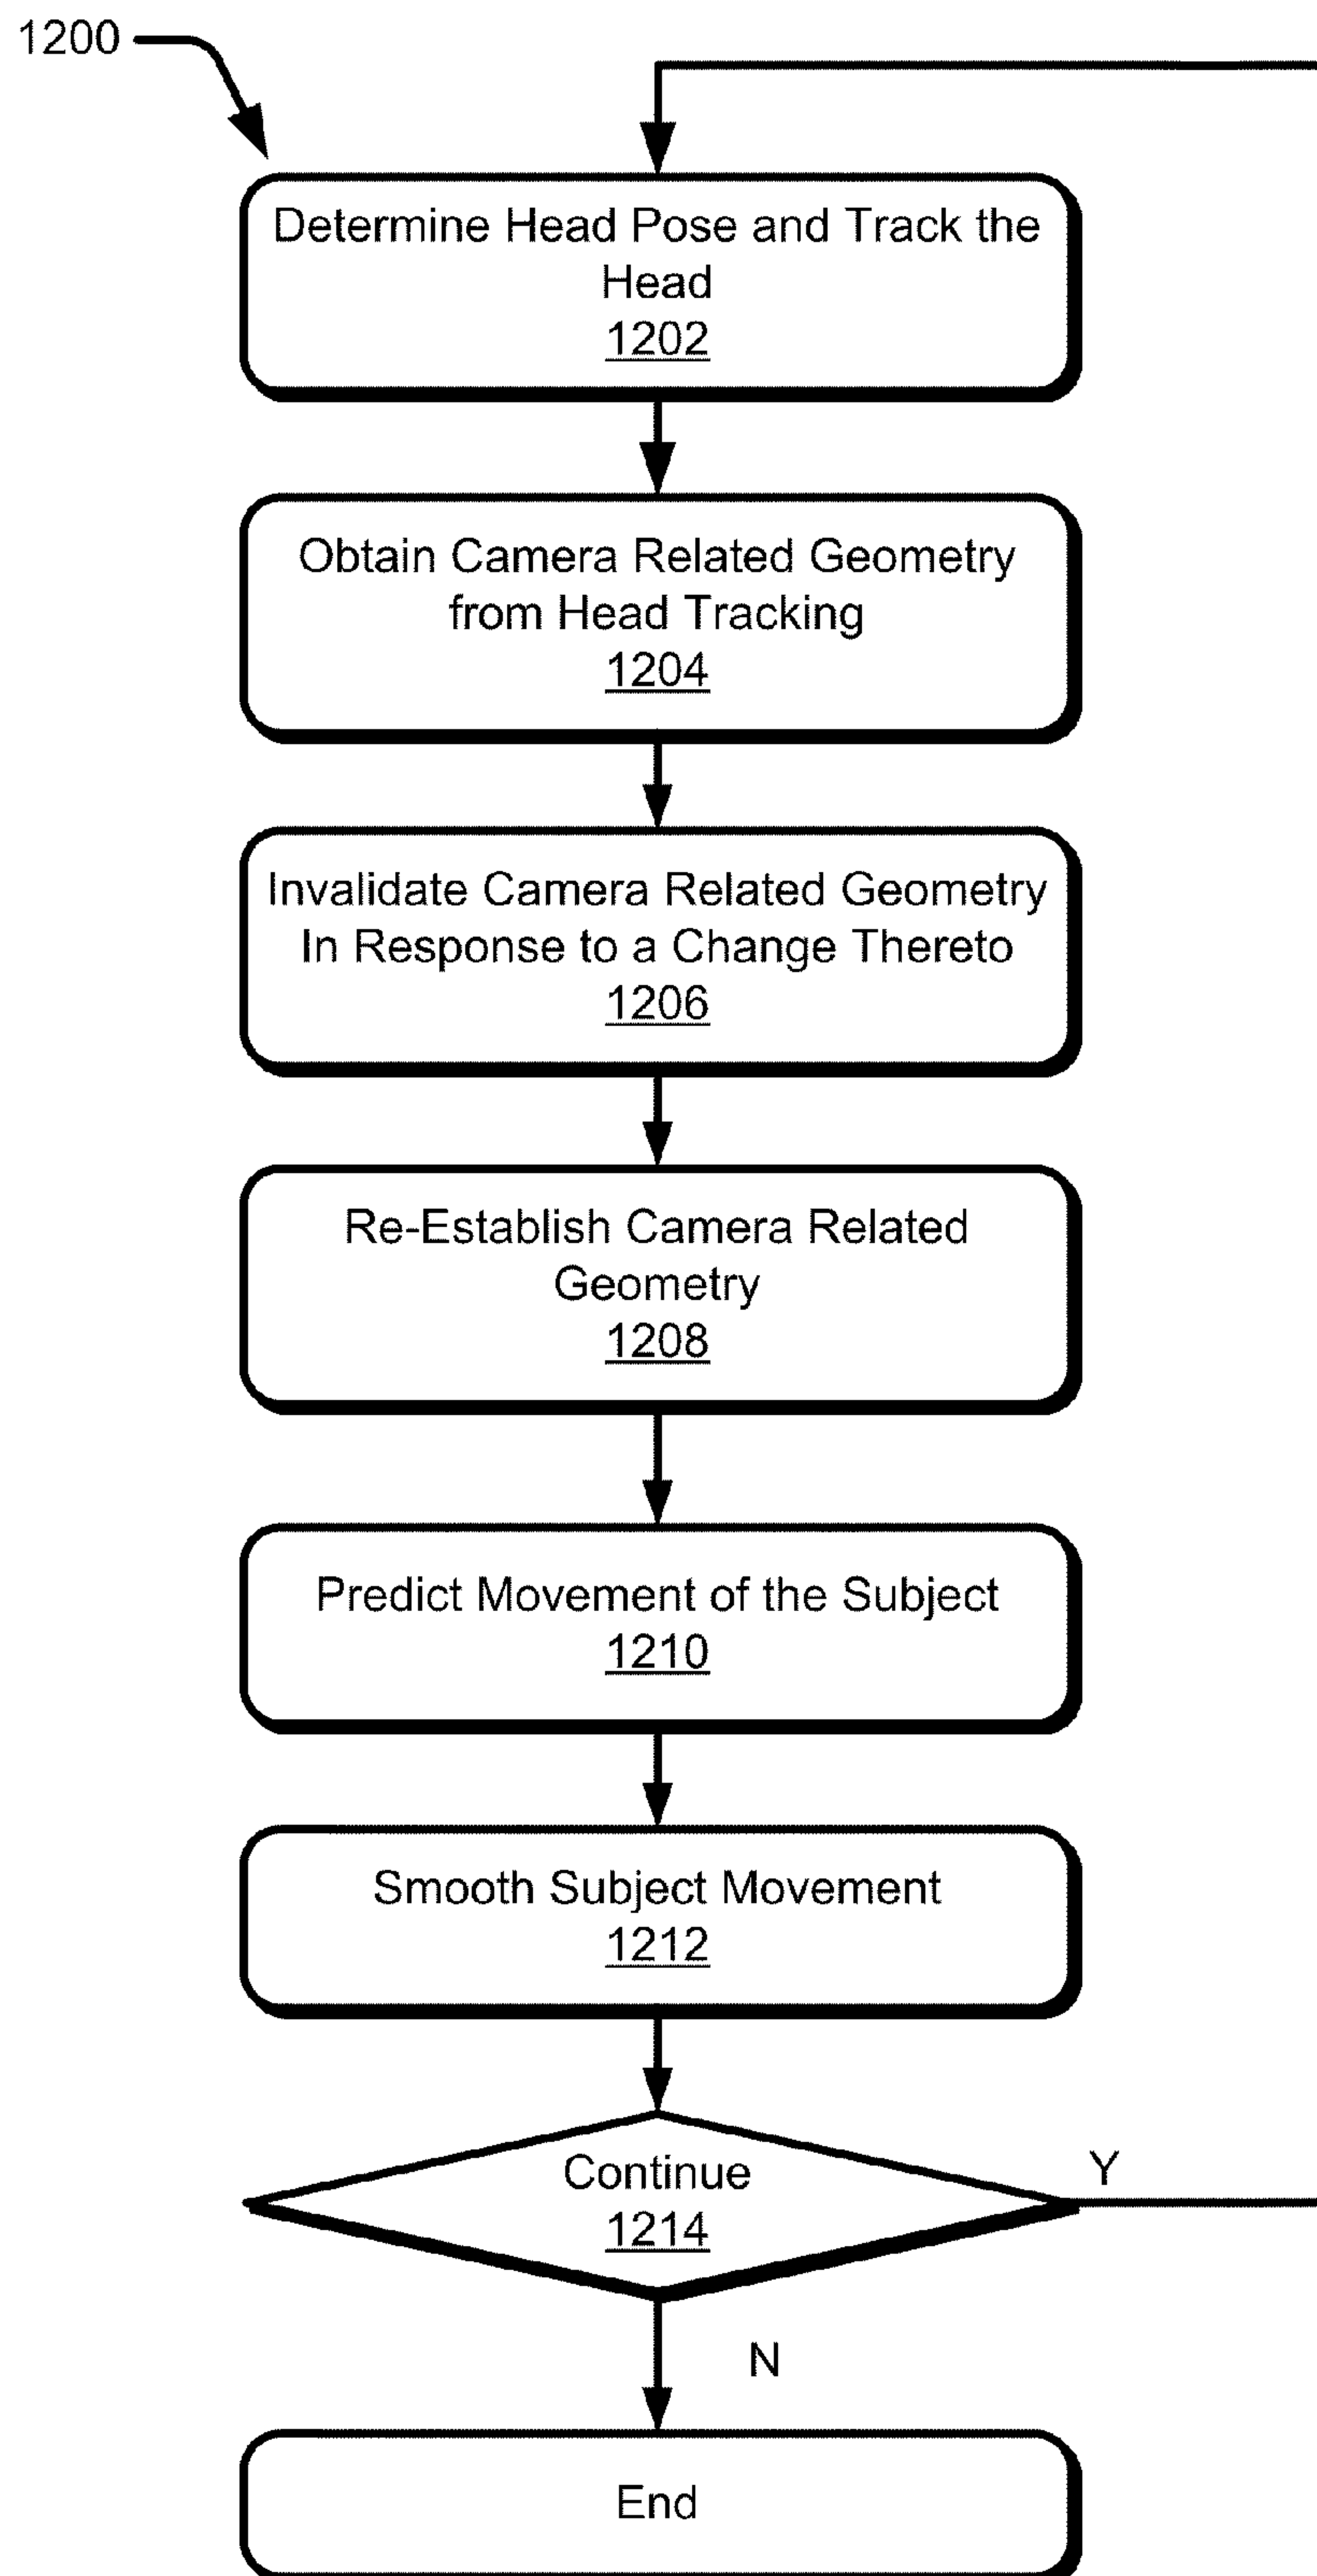 1200
Determine Head Pose and Track the
Head
1202
Obtain Camera Related Geometry
from Head Tracking
1204
Invalidate Camera Related Geometry
In Response to a Change Thereto
1206
Re-Establish Camera Related
Geometry
1208
Predict Movement of the Subject
1210
Smooth Subject Movement
1212
Continue
1214
Y
N
End